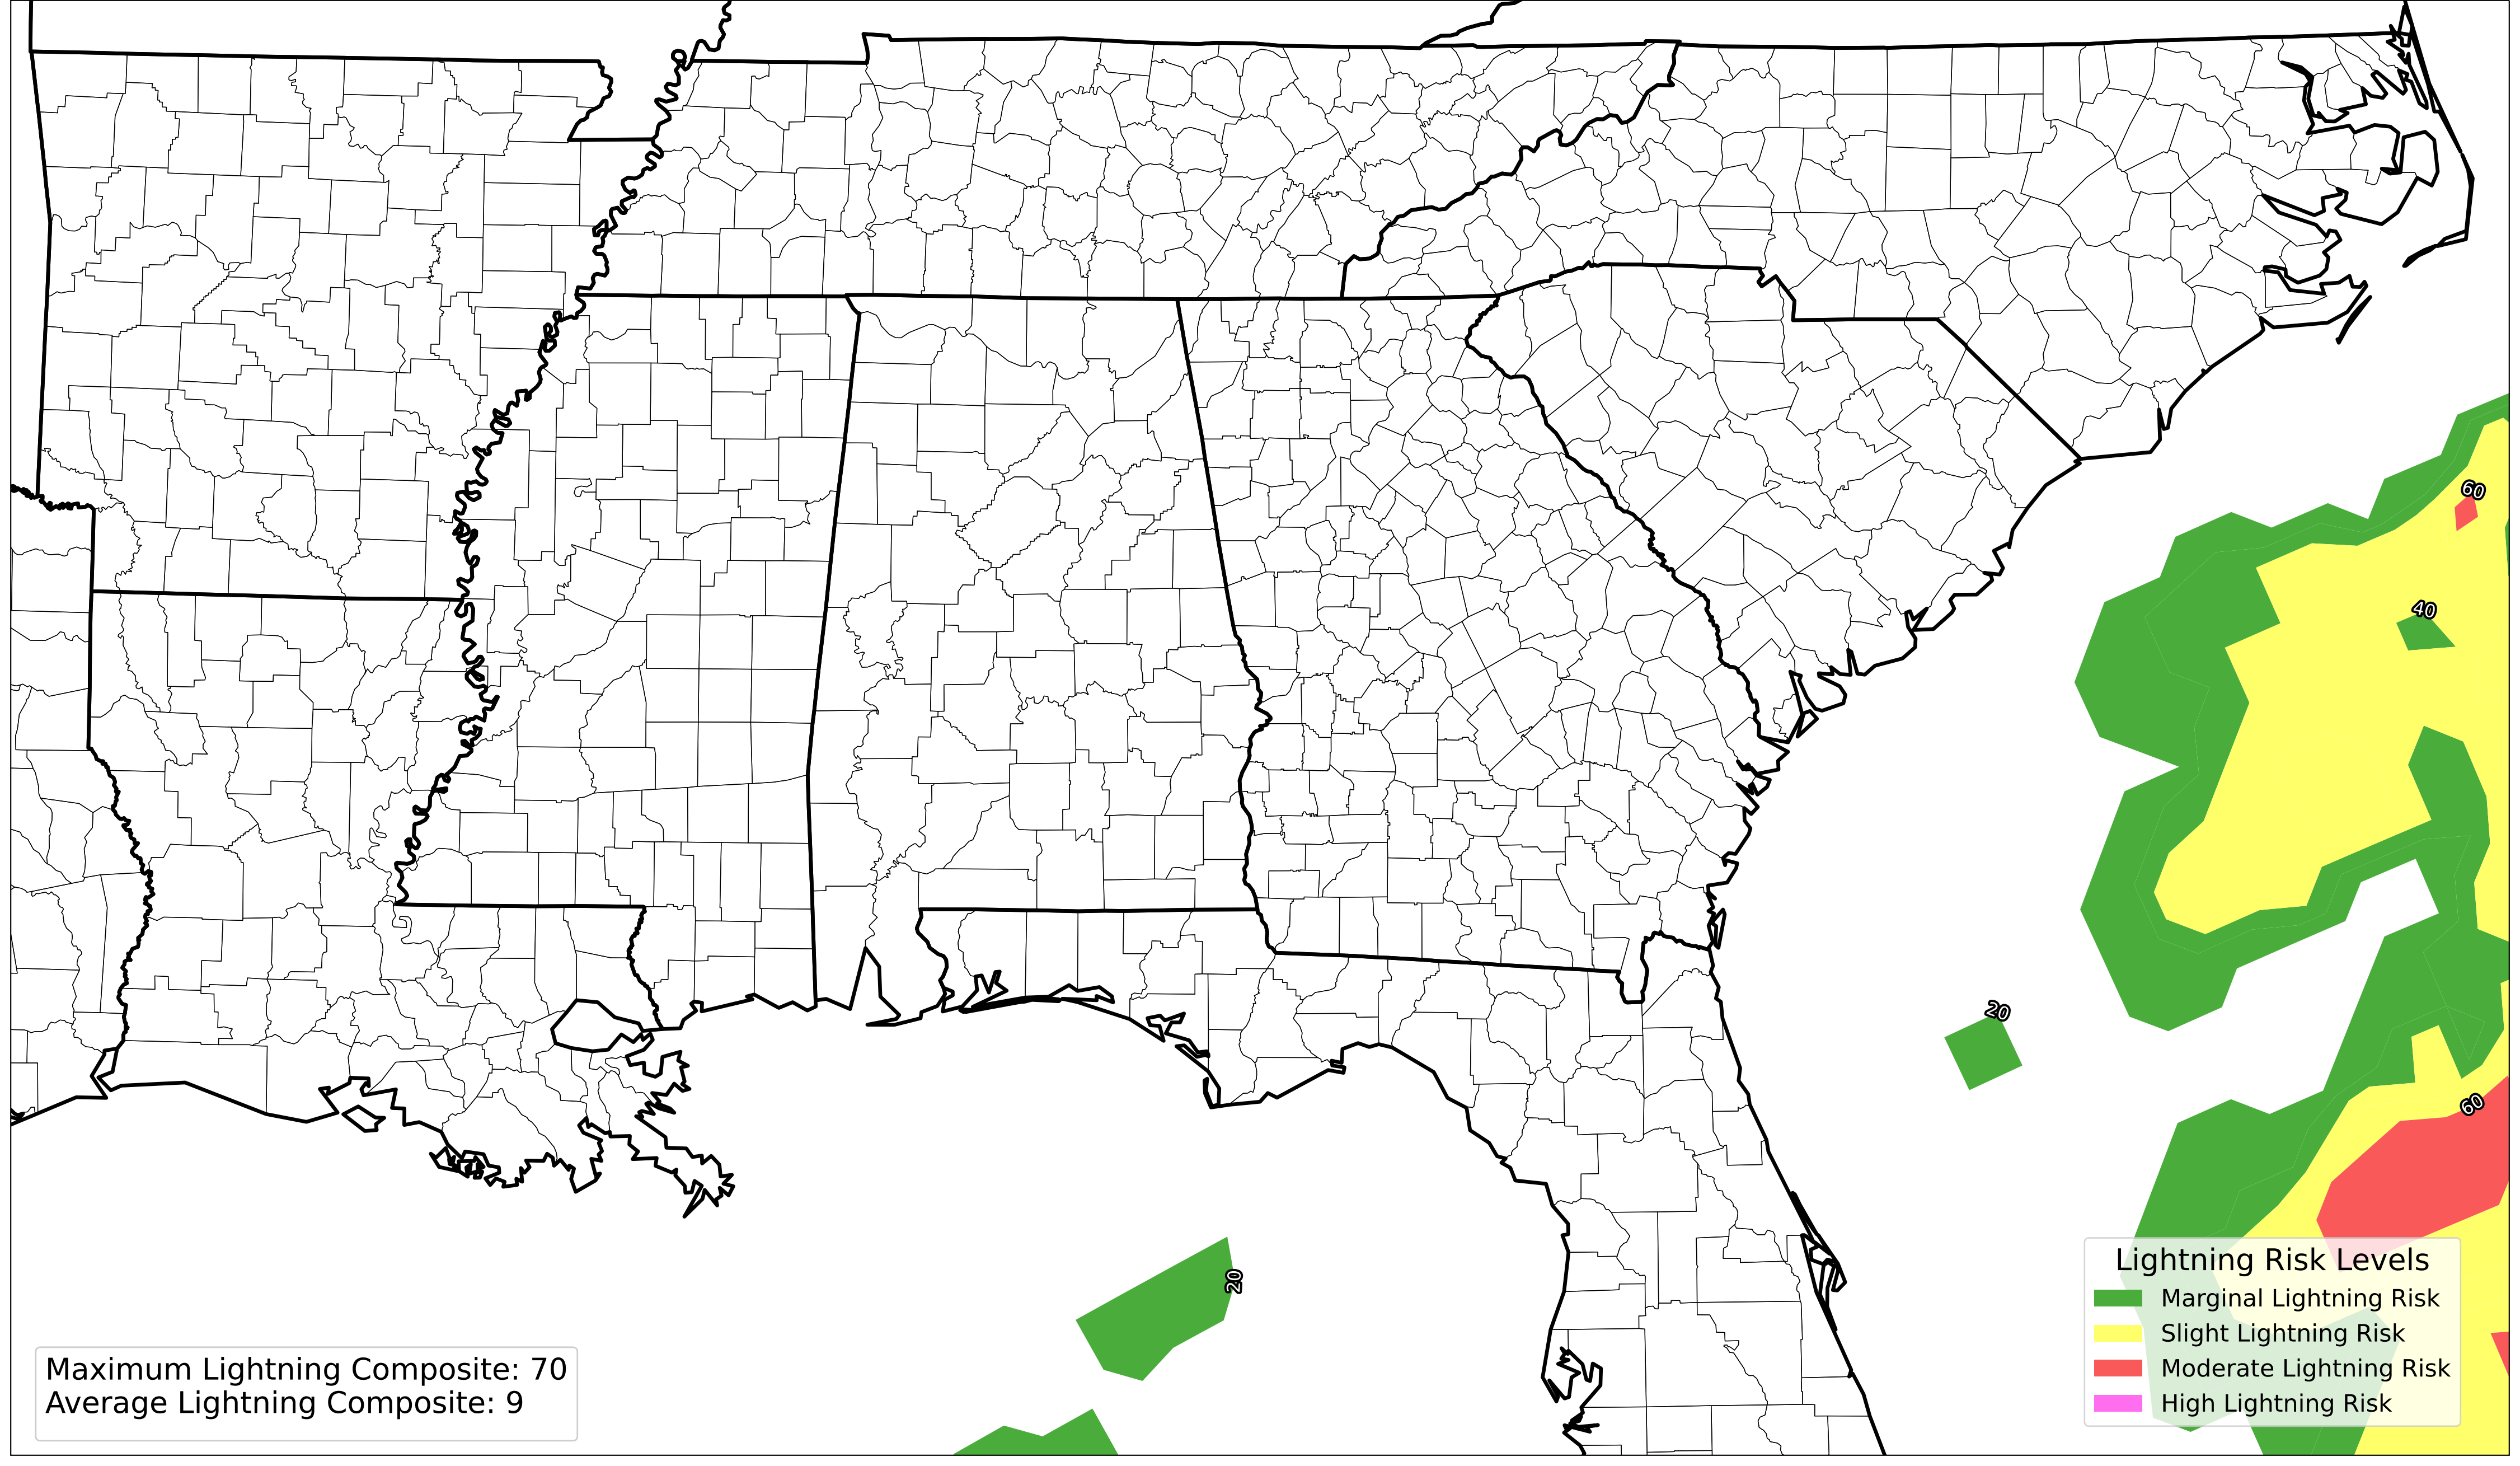 60
40
20
60
20
Lightning Risk Levels
Marginal Lightning Risk
Slight Lightning Risk
Moderate Lightning Risk
High Lightning Risk
Maximum Lightning Composite: 70
Average Lightning Composite: 9